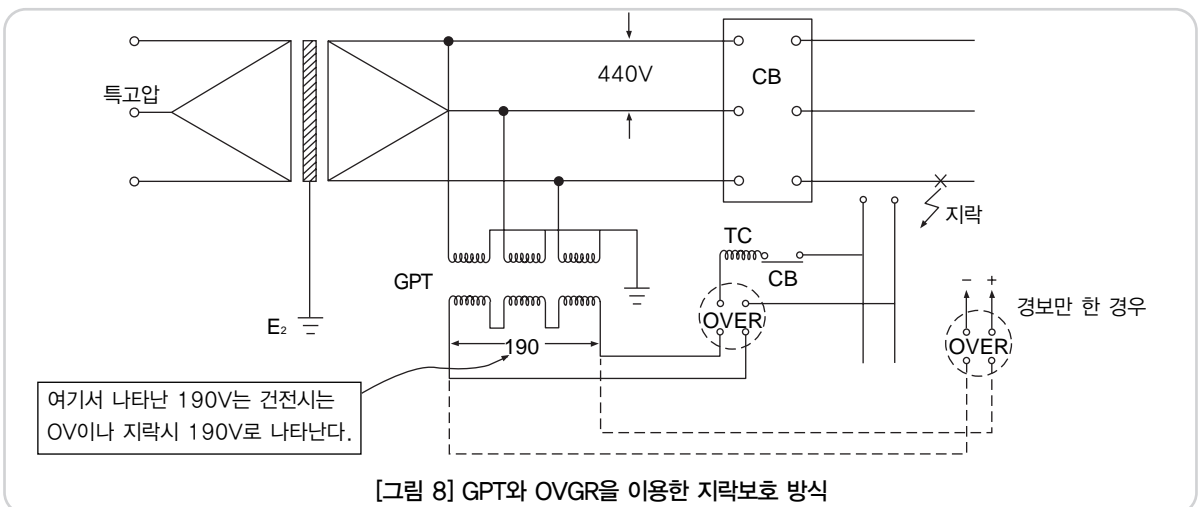 특고압
440V
CB
지락
TC
CB
GPT
OVER
E₂
190
- +
경보만 한 경우
OVER
여기서 나타난 190V는 건전시는
OV이나 지락시 190V로 나타난다.
[그림 8] GPT와 OVGR을 이용한 지락보호 방식